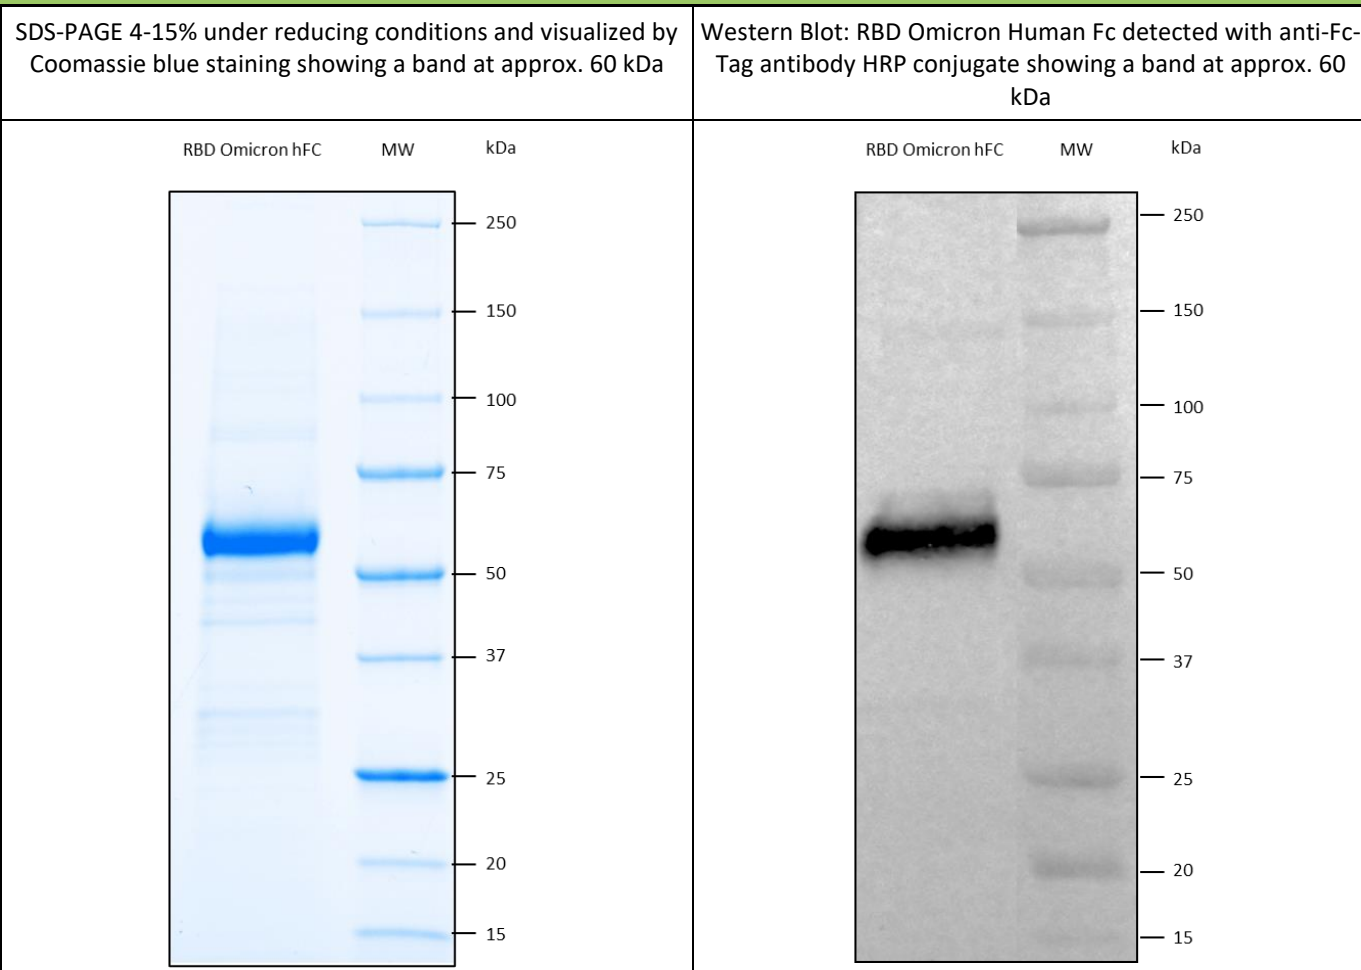 SDS-PAGE 4-15% under reducing conditions and visualized by
Coomassie blue staining showing a band at approx. 60 kDa
Western Blot: RBD Omicron Human Fc detected with anti-Fc-
Tag antibody HRP conjugate showing a band at approx. 60
kDa
RBD Omicron hFC MW kDa
250
150
100
75
50
37
25
20
15
RBD Omicron hFC MW kDa
250
150
100
75
50
37
25
20
15